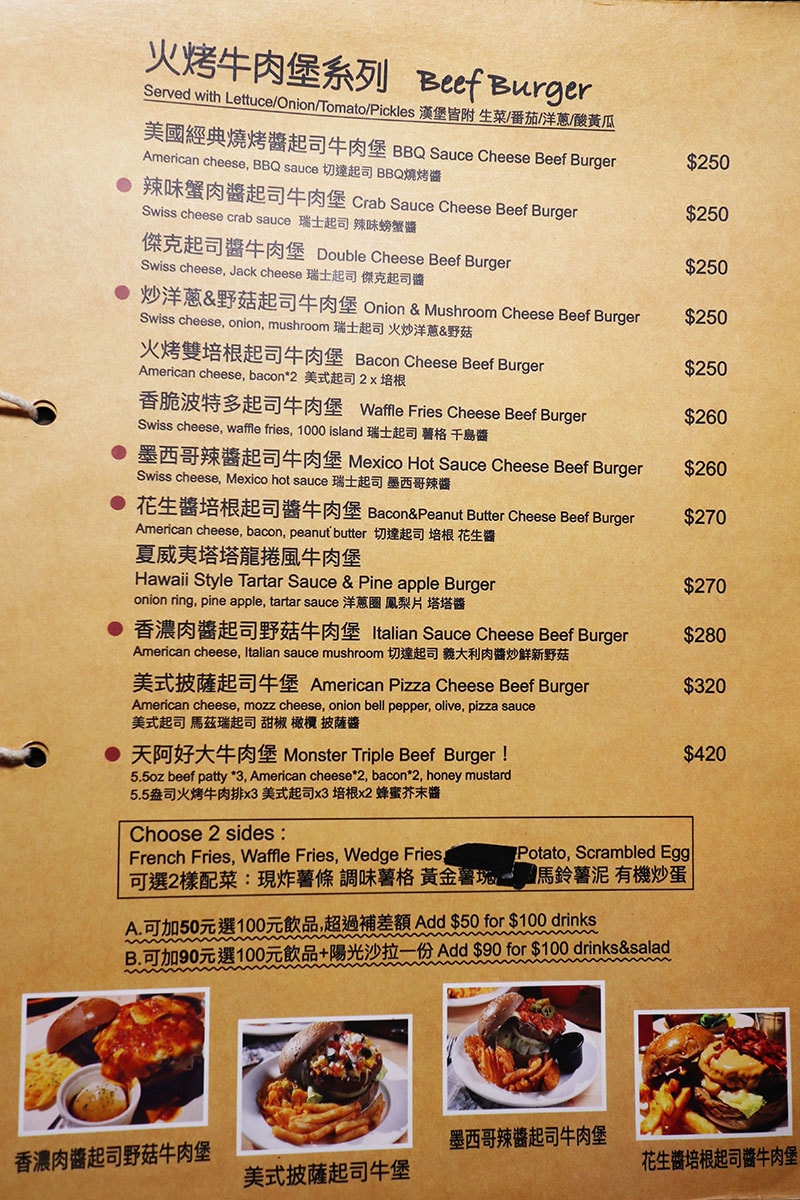 火烤牛肉堡系列 Beef Burger
Served with Lettuce/Onion/Tomato/Pickles 漢堡皆附 生菜/番茄/洋蔥/酸黃瓜
美國經典燒烤醬起司牛肉堡 BBQ Sauce Cheese Beef Burger $250
American cheese, BBQ sauce 切達起司 BBQ燒烤醬
辣味蟹肉醬起司牛肉堡 Crab Sauce Cheese Beef Burger $250
Swiss cheese crab sauce 瑞士起司 辣味螃蟹醬
傑克起司醬牛肉堡 Double Cheese Beef Burger $250
Swiss cheese, Jack cheese 瑞士起司 傑克起司醬
炒洋蔥&野菇起司牛肉堡 Onion & Mushroom Cheese Beef Burger $250
Swiss cheese, onion, mushroom 瑞士起司 火炒洋蔥&野菇
火烤雙培根起司牛肉堡 Bacon Cheese Beef Burger $250
American cheese, bacon*2 美式起司 2 x 培根
香脆波特多起司牛肉堡 Waffle Fries Cheese Beef Burger $260
Swiss cheese, waffle fries, 1000 island 瑞士起司 薯格 千島醬
墨西哥辣醬起司牛肉堡 Mexico Hot Sauce Cheese Beef Burger $260
Swiss cheese, Mexico hot sauce 瑞士起司 墨西哥辣醬
花生醬培根起司醬牛肉堡 Bacon&Peanut Butter Cheese Beef Burger $270
American cheese, bacon, peanut butter 切達起司 培根 花生醬
夏威夷塔塔龍捲風牛肉堡
Hawaii Style Tartar Sauce & Pine apple Burger $270
onion ring, pine apple, tartar sauce 洋蔥圈 鳳梨片 塔塔醬
香濃肉醬起司野菇牛肉堡 Italian Sauce Cheese Beef Burger $280
American cheese, Italian sauce mushroom 切達起司 義大利肉醬炒鮮新野菇
美式披薩起司牛堡 American Pizza Cheese Beef Burger $320
American cheese, mozz cheese, onion bell pepper, olive, pizza sauce
美式起司 馬茲瑞起司 甜椒 橄欖 披薩醬
天阿好大牛肉堡 Monster Triple Beef Burger！ $420
5.5oz beef patty *3, American cheese*2, bacon*2, honey mustard
5.5盎司火烤牛肉排x3 美式起司x3 培根x2 蜂蜜芥末醬
Choose 2 sides :
French Fries, Waffle Fries, Wedge Fries, Potato, Scrambled Egg
可選2樣配菜：現炸薯條 調味薯格 黃金薯塊 馬鈴薯泥 有機炒蛋
A.可加50元選100元飲品,超過補差額 Add $50 for $100 drinks
B.可加90元選100元飲品+陽光沙拉一份 Add $90 for $100 drinks&salad
香濃肉醬起司野菇牛肉堡
美式披薩起司牛堡
墨西哥辣醬起司牛肉堡
花生醬培根起司醬牛肉堡